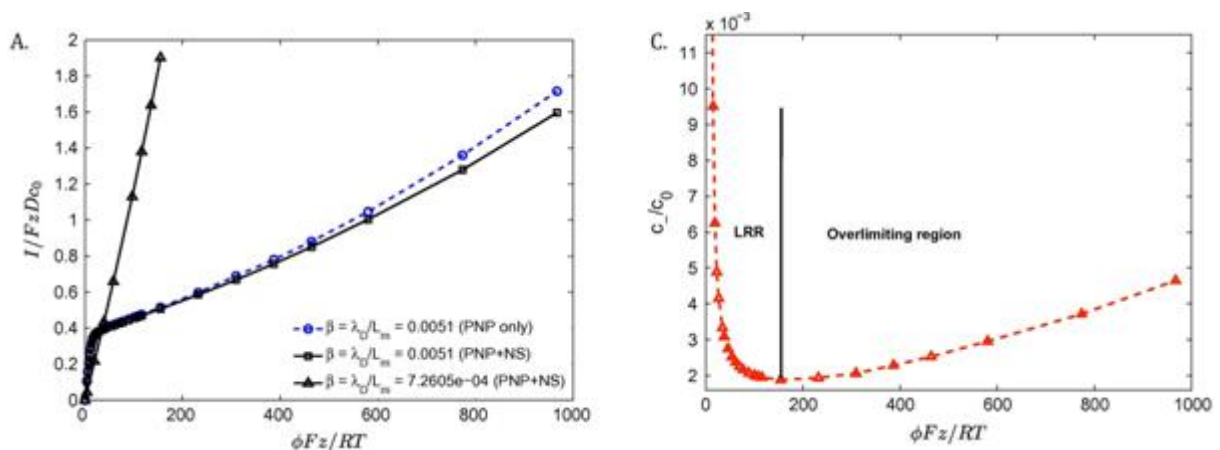 A.
2
1.8
1.6
1.4
1.2
1
0.8
0.6
0.4
0.2
0
I/FzDc₀
β = λ_D/L_m = 0.0051 (PNP only)
β = λ_D/L_m = 0.0051 (PNP+NS)
β = λ_D/L_m = 7.2605e−04 (PNP+NS)
0 200 400 600 800 1000
ϕFz/RT
C.
x 10⁻³
11
10
9
8
7
6
5
4
3
2
c_/c₀
LRR Overlimiting region
0 200 400 600 800 1000
ϕFz/RT